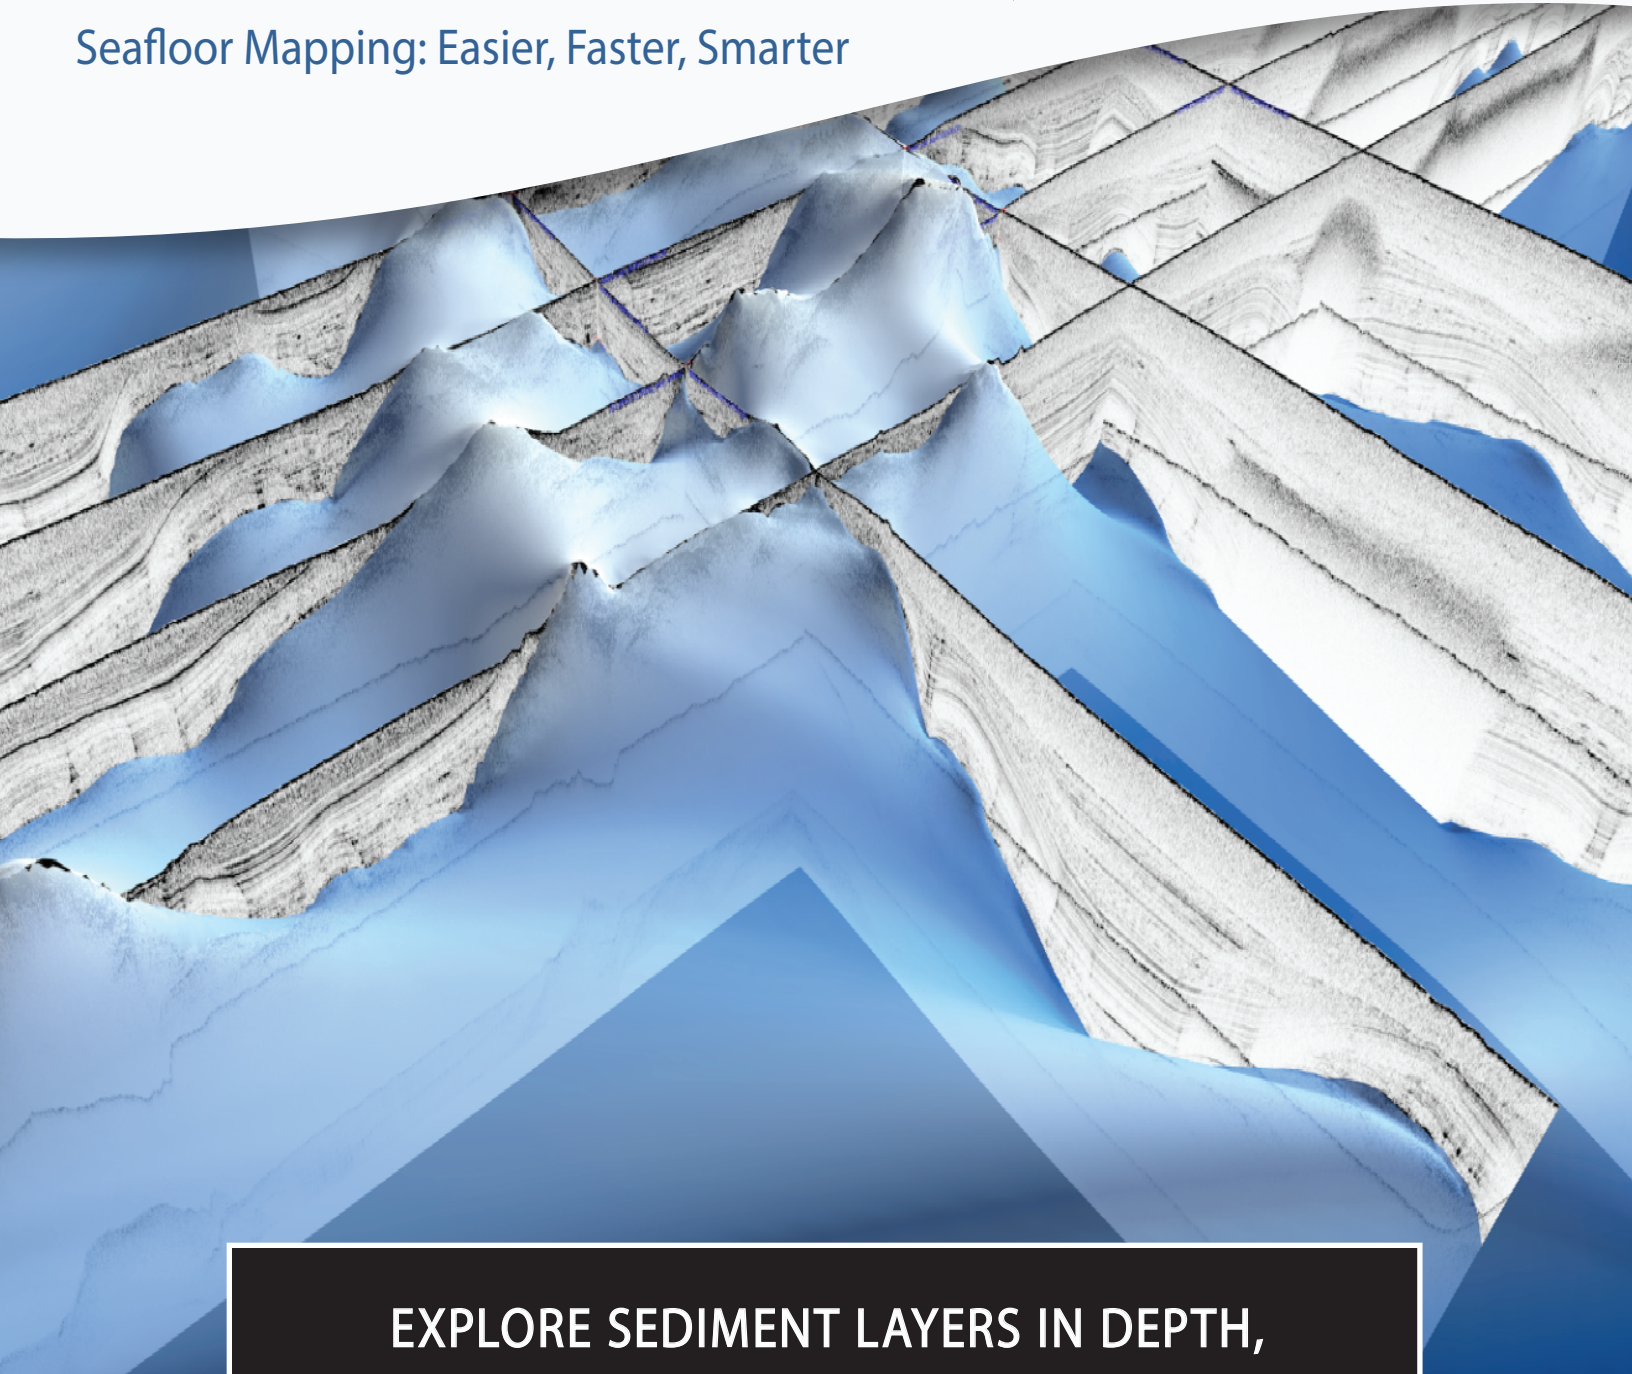 Seafloor Mapping: Easier, Faster, Smarter
EXPLORE SEDIMENT LAYERS IN DEPTH,